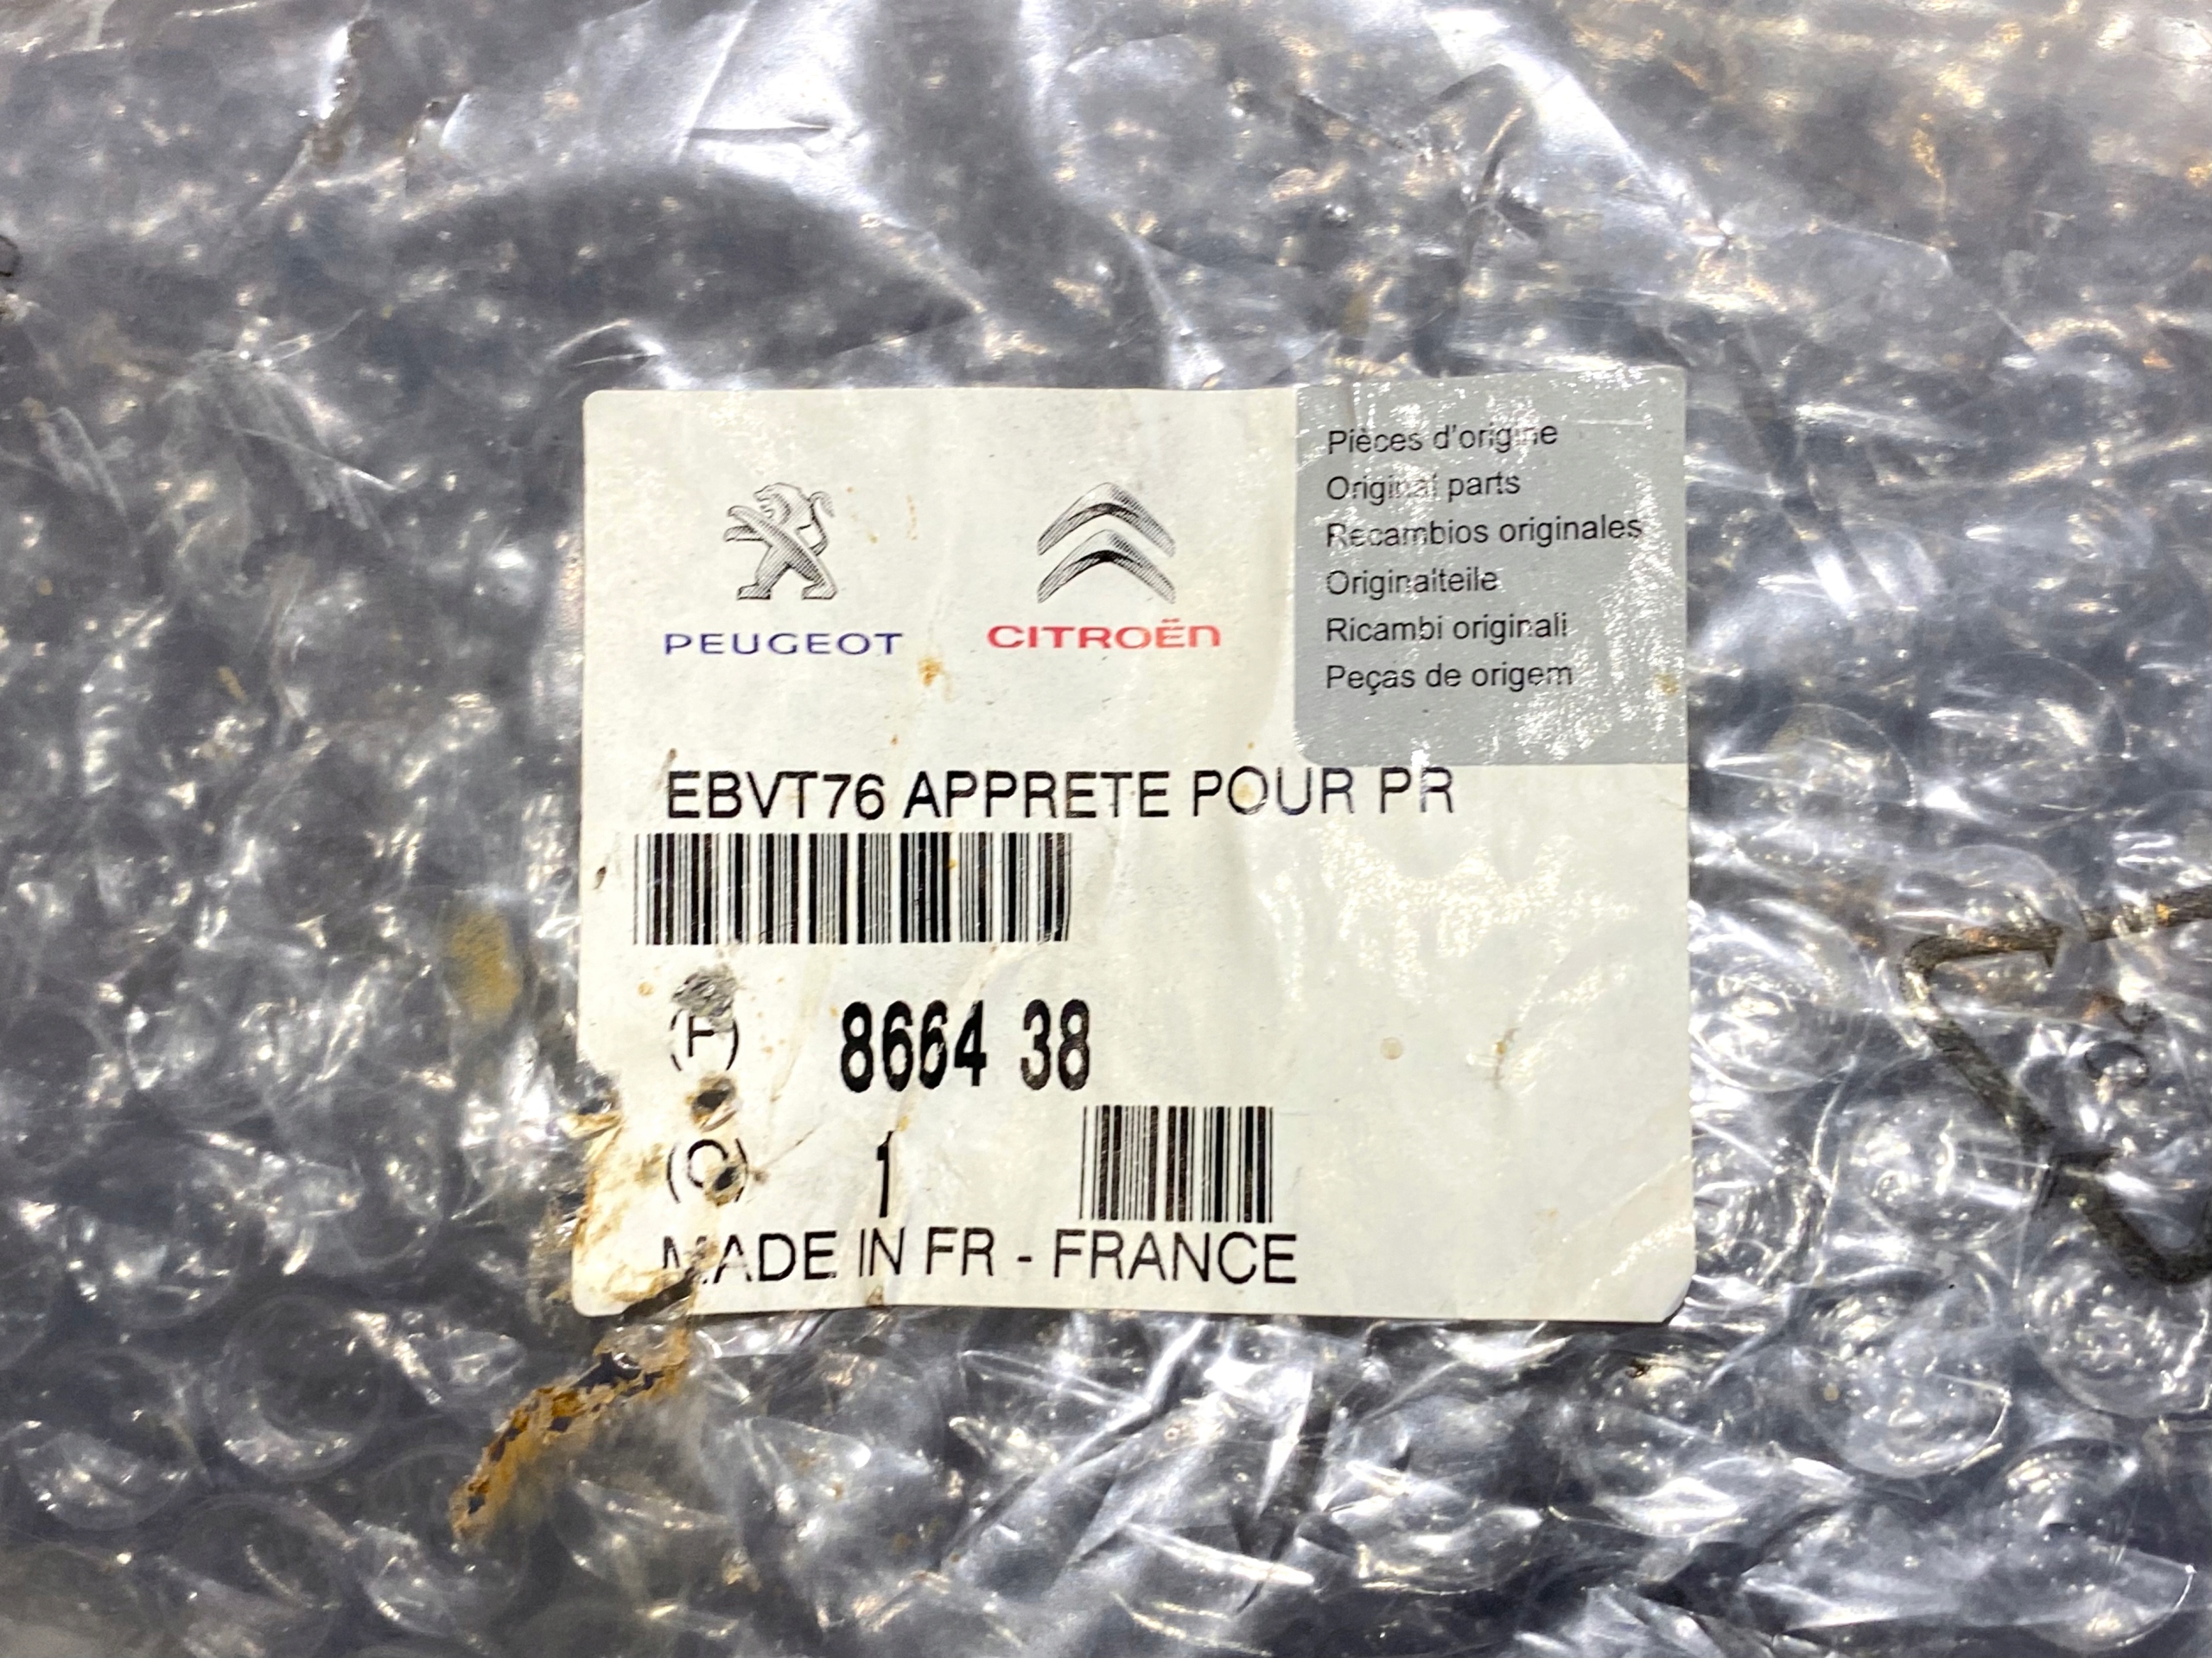 PEUGEOT
CITROËN
Pièces d'origine
Original parts
Recambios originales
Originalteile
Ricambi originali
Peças de origem
EBVT76 APPRETE POUR PR
8664 38
(Q) 1
MADE IN FR - FRANCE